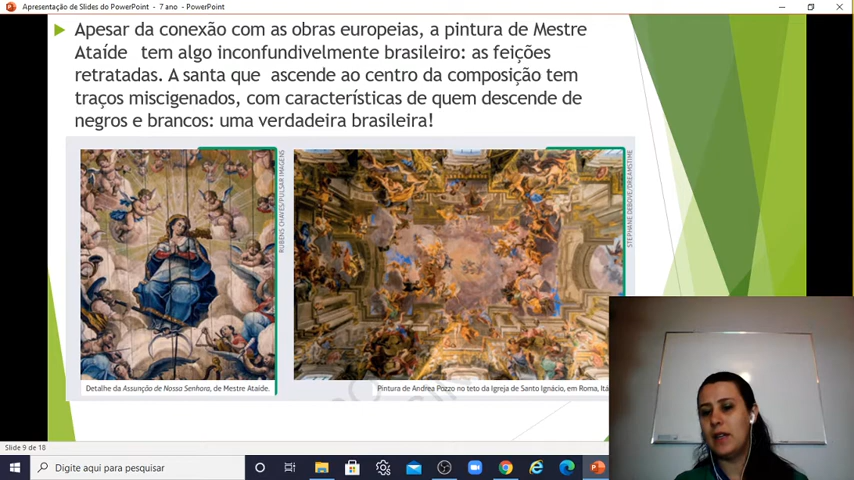 Apresentação de Slides do PowerPoint - 7 ano - PowerPoint
Apesar da conexão com as obras europeias, a pintura de Mestre
Ataíde tem algo inconfundivelmente brasileiro: as feições
retratadas. A santa que ascende ao centro da composição tem
traços miscigenados, com características de quem descende de
negros e brancos: uma verdadeira brasileira!
RUBENS CHAVES/PULSAR IMAGENS
STEPHANE DEBOVE/DREAMSTIME
Detalhe da Assunção de Nossa Senhora, de Mestre Ataíde.
Pintura de Andrea Pozzo no teto da Igreja de Santo Ignácio, em Roma, Itá
Slide 9 de 18
Digite aqui para pesquisar